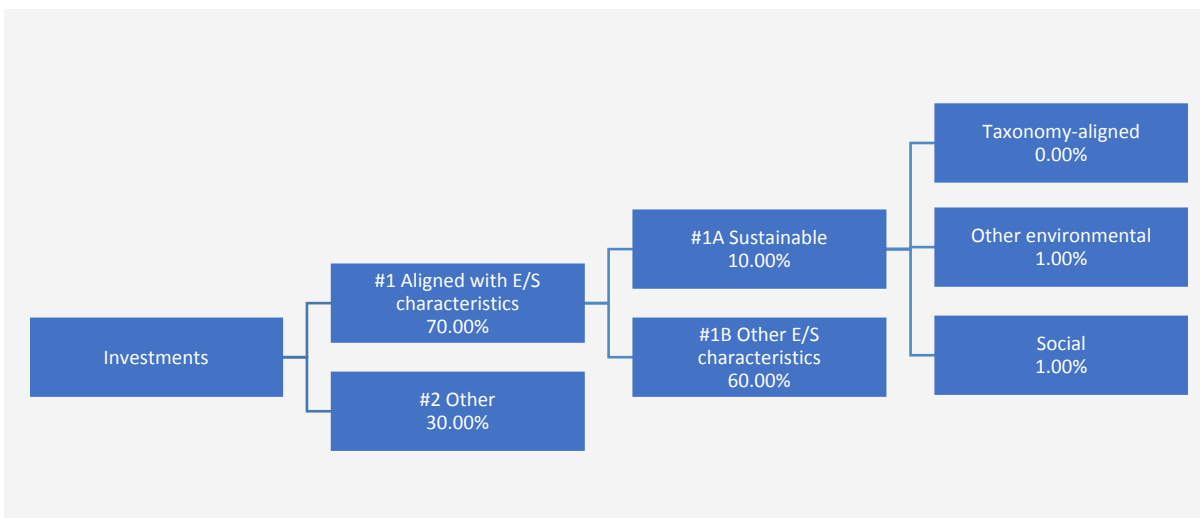 Investments
#1 Aligned with E/S
characteristics
70.00%
#2 Other
30.00%
#1A Sustainable
10.00%
#1B Other E/S
characteristics
60.00%
Taxonomy-aligned
0.00%
Other environmental
1.00%
Social
1.00%